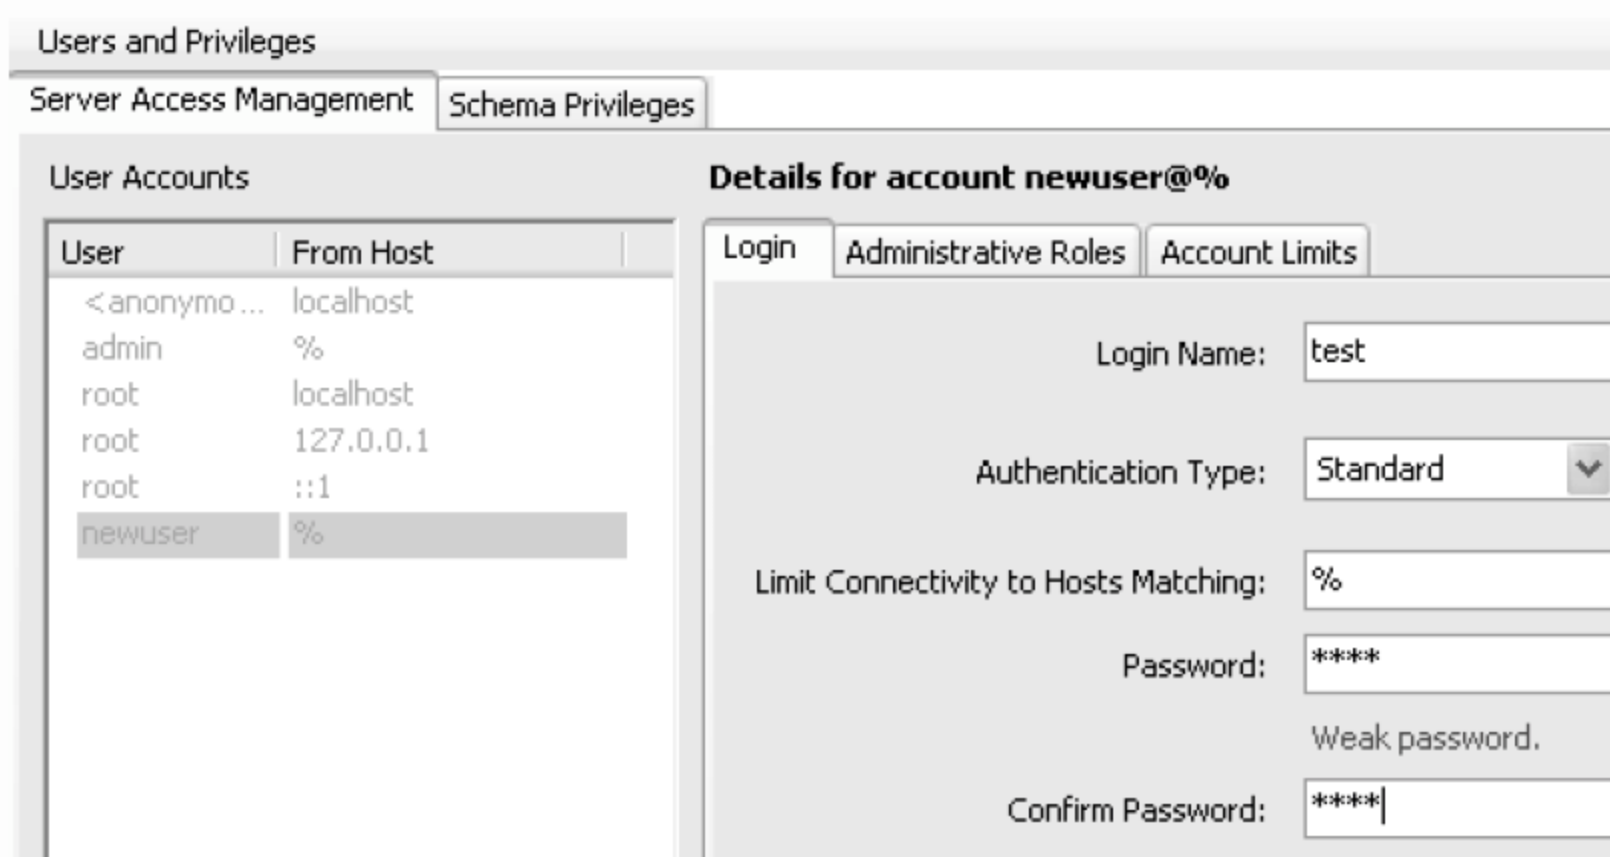 Users and Privileges
Server Access Management Schema Privileges
User Accounts
User From Host
<anonymo... localhost
admin %
root localhost
root 127.0.0.1
root ::1
newuser %
Details for account newuser@%
Login Administrative Roles Account Limits
Login Name: test
Authentication Type: Standard
Limit Connectivity to Hosts Matching: %
Password: ****
Weak password.
Confirm Password: ****